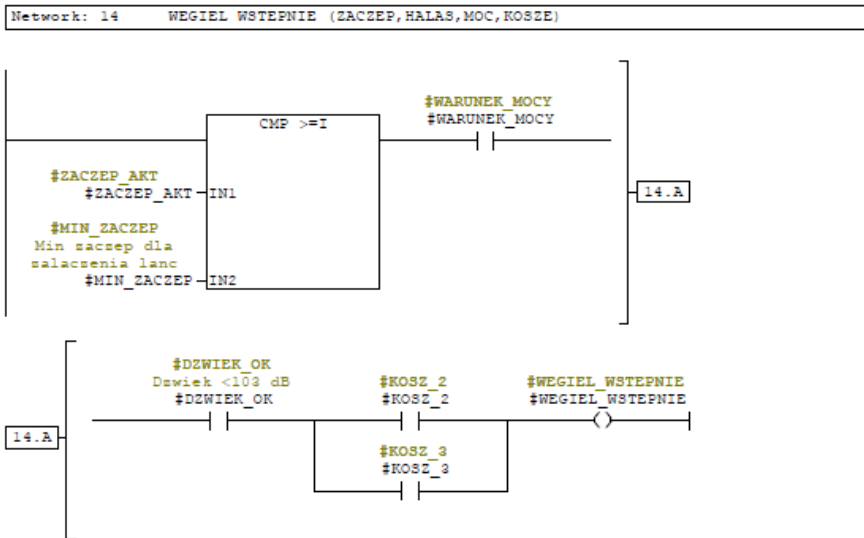 Network: 14 WEGIEL WSTEPNIE (ZACZEP,HALAS,MOC,KOSZE)
#WARUNEK_MOCY
#WARUNEK_MOCY
CMP >=I
#ZACZEP_AKT
#ZACZEP_AKT IN1
14.A
#MIN_ZACZEP
Min zaczep dla
zalaczenia lanc
#MIN_ZACZEP IN2
#DZWIEK_OK
Dzwiek <103 dB
#DZWIEK_OK
#KOSZ_2
#KOSZ_2
#WEGIEL_WSTEPNIE
#WEGIEL_WSTEPNIE
14.A
#KOSZ_3
#KOSZ_3